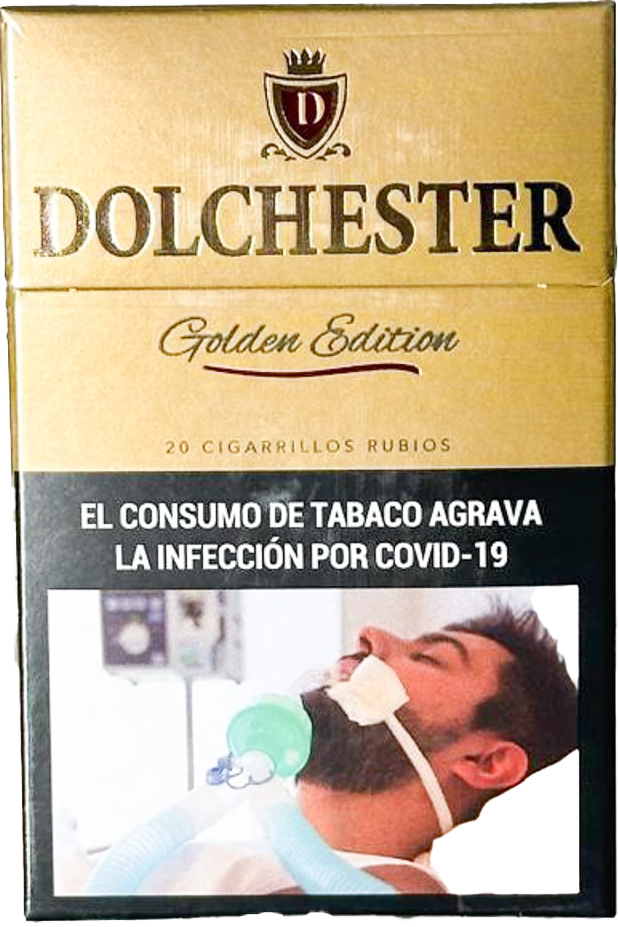 D
DOLCHESTER
Golden Edition
20 CIGARRILLOS RUBIOS
EL CONSUMO DE TABACO AGRAVA
LA INFECCIÓN POR COVID-19